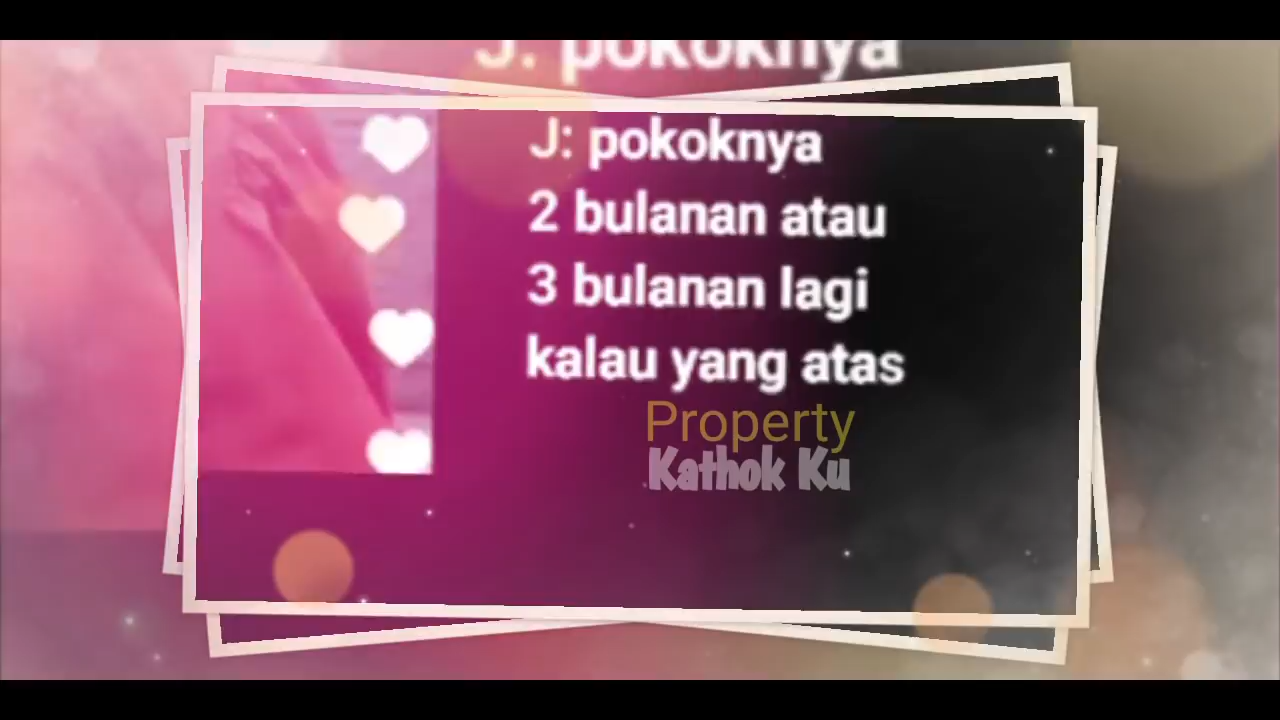 J: pokoknya
J: pokoknya
2 bulanan atau
3 bulanan lagi
kalau yang atas
Property
Kathok Ku